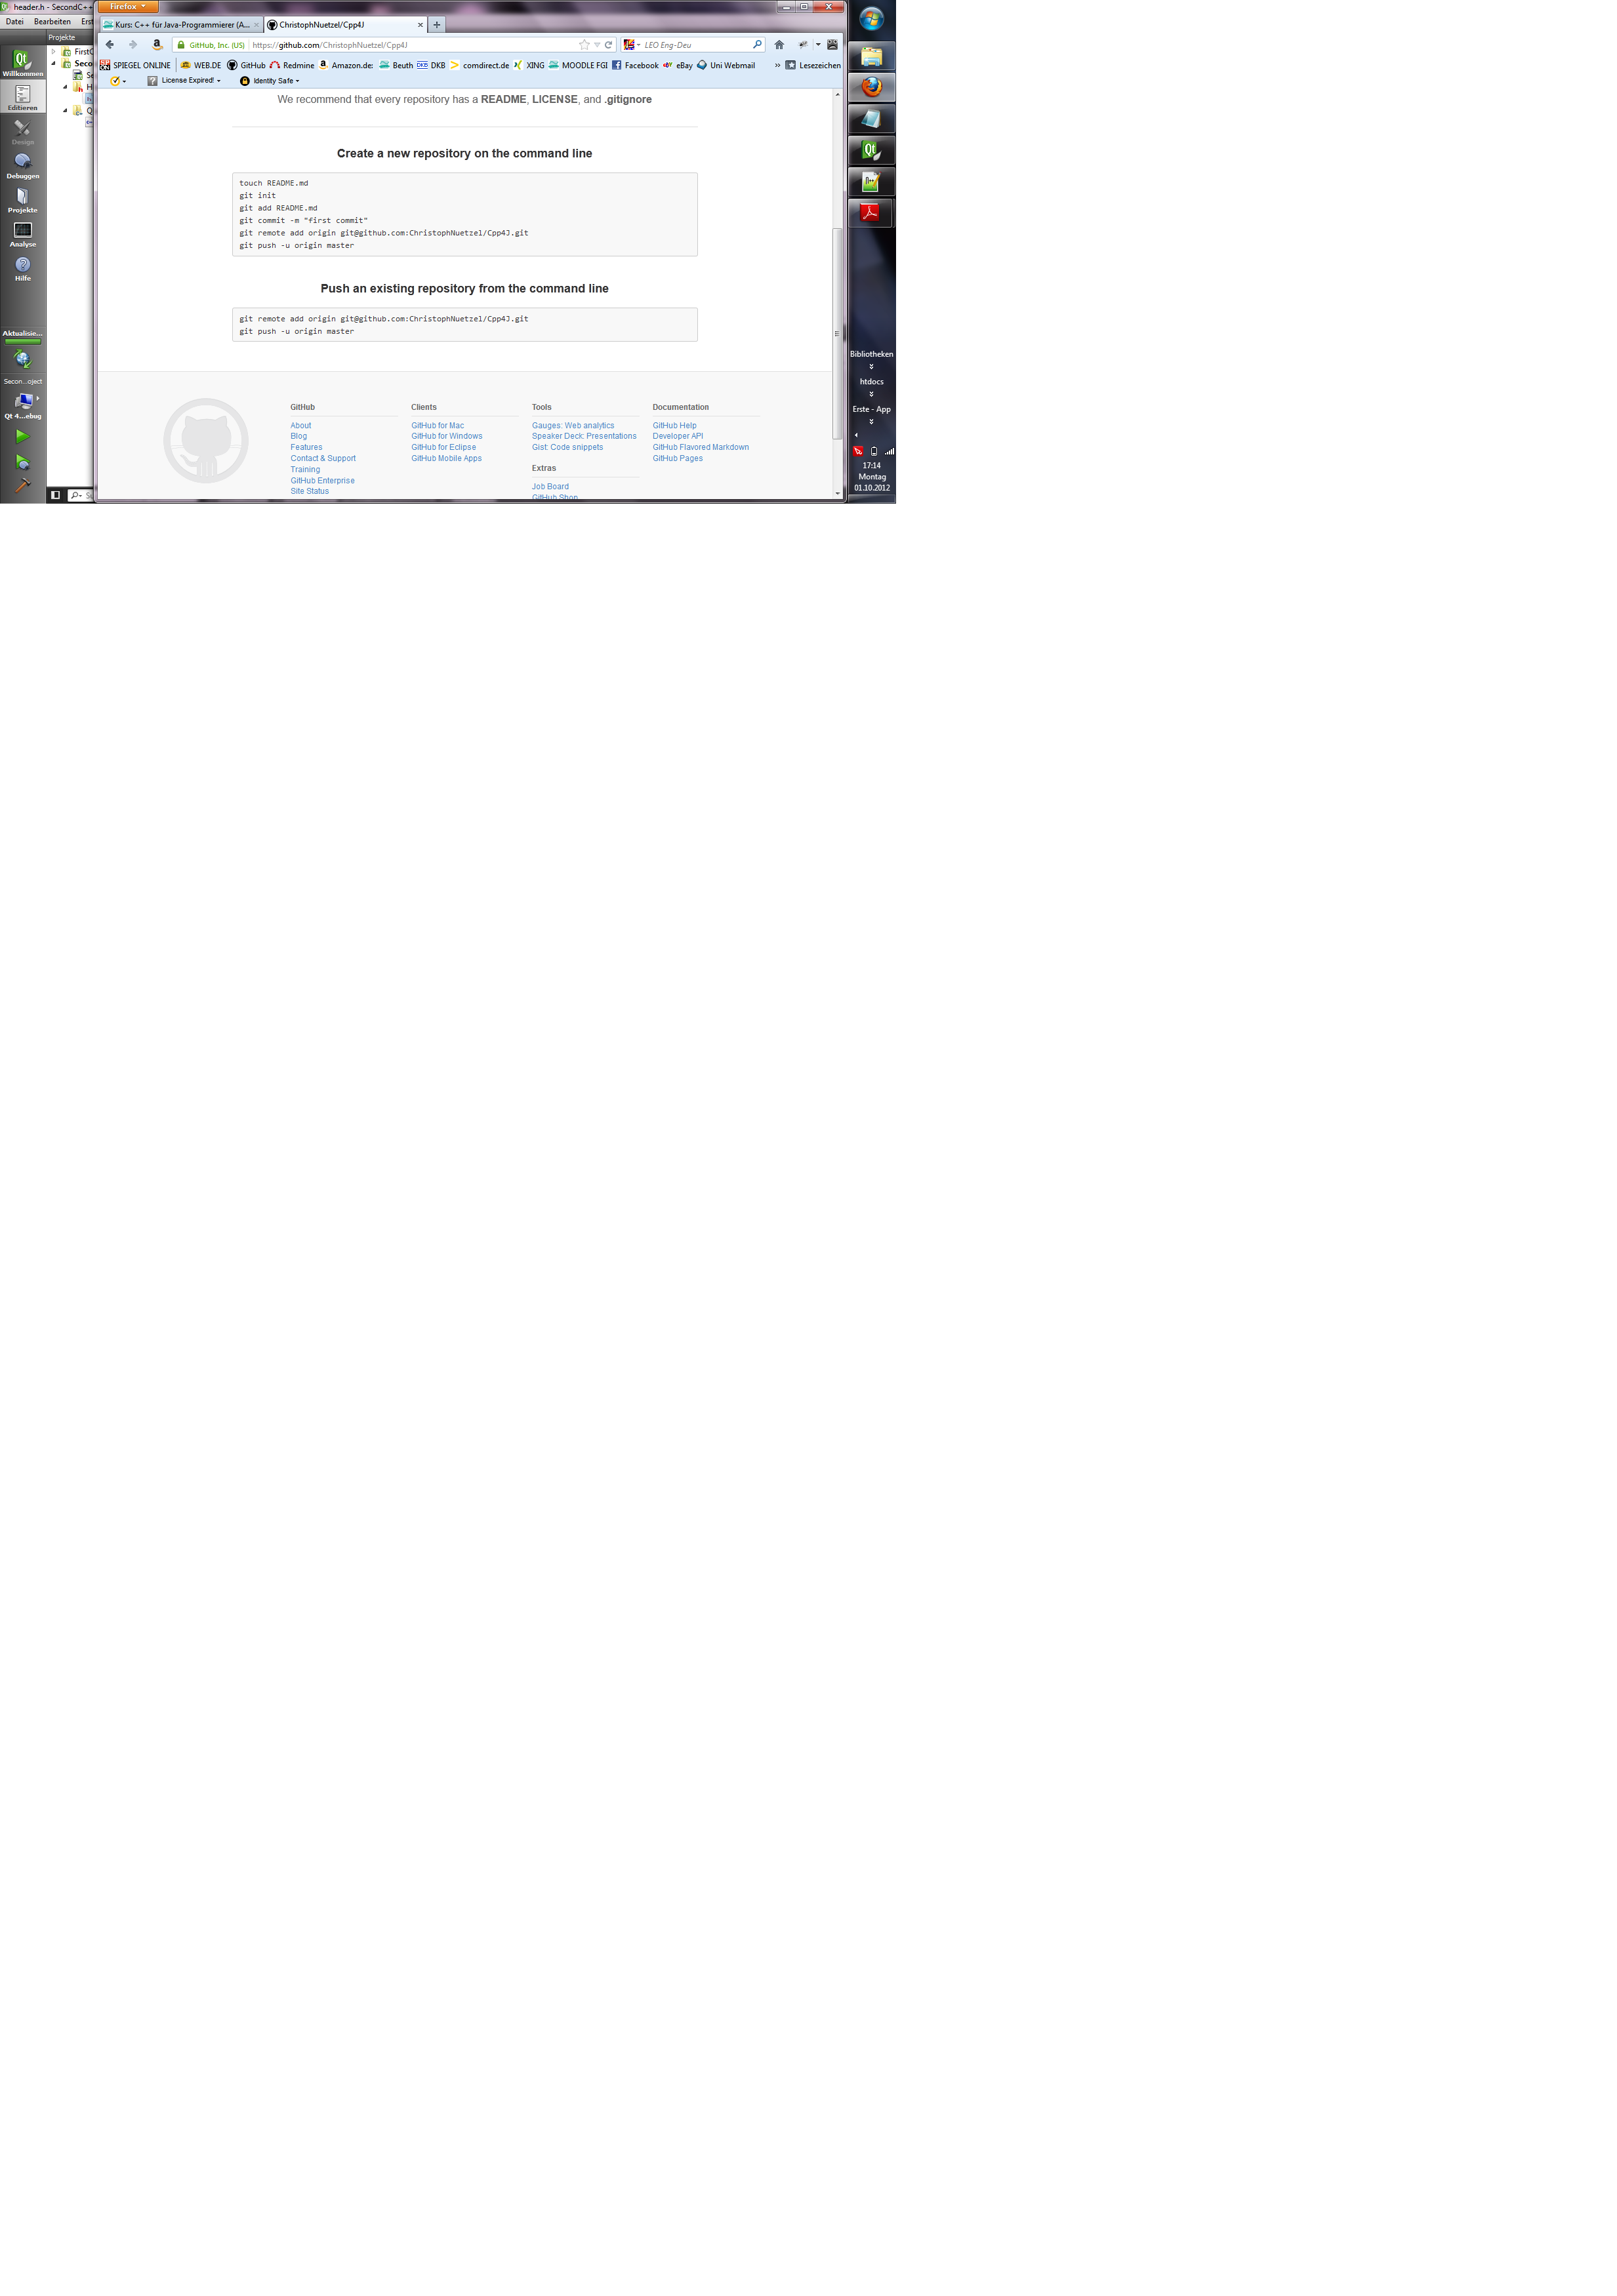 header.h - SecondC++
Datei Bearbeiten Erst
Projekte
Willkommen
Editieren
Design
Debuggen
Projekte
Analyse
Hilfe
Aktualisie...
Secon...oject
Qt 4...ebug
FirstC
Seco
Se
H
Q
Firefox
Kurs: C++ für Java-Programmierer (A...
ChristophNuetzel/Cpp4J
GitHub, Inc. (US) https://github.com/ChristophNuetzel/Cpp4J
LEO Eng-Deu
SPIEGEL ONLINE WEB.DE GitHub Redmine Amazon.de: Beuth DKB comdirect.de XING MOODLE FGI Facebook eBay Uni Webmail » Lesezeichen
License Expired! Identity Safe
We recommend that every repository has a README, LICENSE, and .gitignore
Create a new repository on the command line
touch README.md
git init
git add README.md
git commit -m "first commit"
git remote add origin git@github.com:ChristophNuetzel/Cpp4J.git
git push -u origin master
Push an existing repository from the command line
git remote add origin git@github.com:ChristophNuetzel/Cpp4J.git
git push -u origin master
GitHub
About
Blog
Features
Contact & Support
Training
GitHub Enterprise
Site Status
Clients
GitHub for Mac
GitHub for Windows
GitHub for Eclipse
GitHub Mobile Apps
Tools
Gauges: Web analytics
Speaker Deck: Presentations
Gist: Code snippets
Extras
Job Board
GitHub Shop
Documentation
GitHub Help
Developer API
GitHub Flavored Markdown
GitHub Pages
Bibliotheken
htdocs
Erste - App
17:14
Montag
01.10.2012